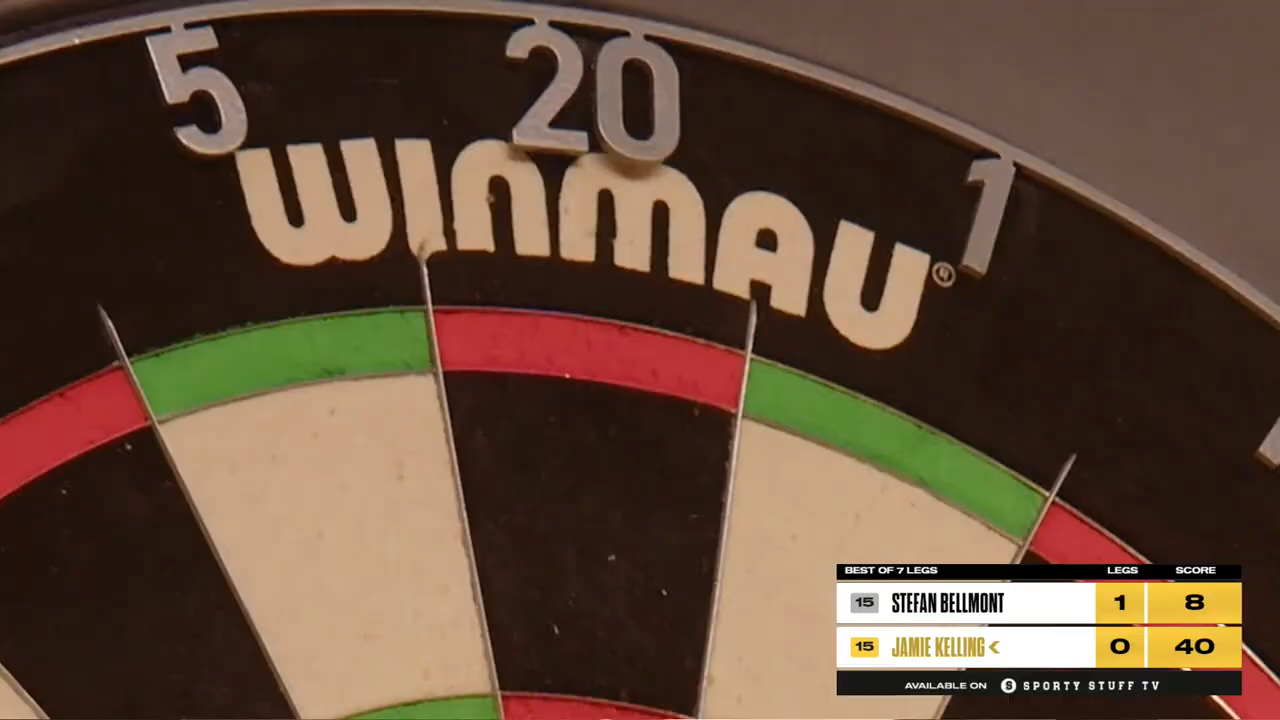 5 20 1
WINMAU®
BEST OF 7 LEGS LEGS SCORE
15 STEFAN BELLMONT 1 8
15 JAMIE KELLING 0 40
AVAILABLE ON S SPORTY STUFF TV